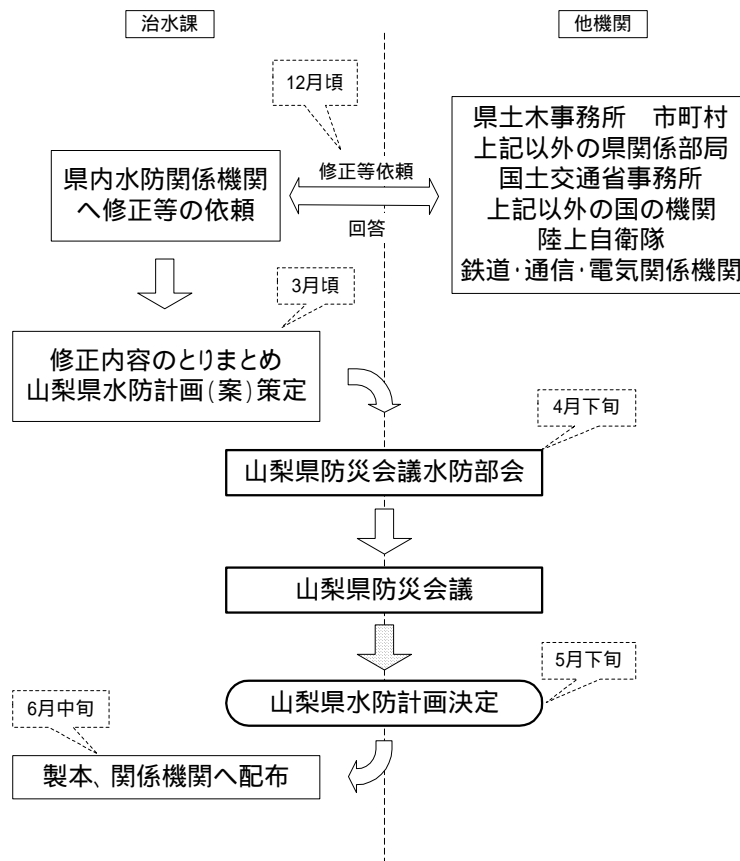 治水課
他機関
12月頃
県土木事務所　市町村
上記以外の県関係部局
国土交通省事務所
上記以外の国の機関
陸上自衛隊
鉄道・通信・電気関係機関
県内水防関係機関
へ修正等の依頼
修正等依頼
回答
3月頃
修正内容のとりまとめ
山梨県水防計画(案)策定
4月下旬
山梨県防災会議水防部会
山梨県防災会議
5月下旬
山梨県水防計画決定
6月中旬
製本、関係機関へ配布